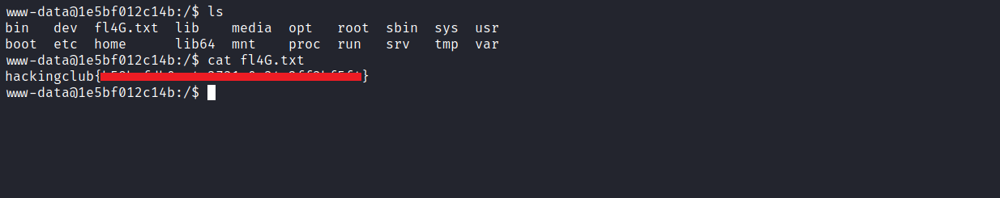 www-data@1e5bf012c14b:/$ ls
bin   dev  fl4G.txt  lib    media  opt   root  sbin  sys  usr
boot  etc  home      lib64  mnt    proc  run   srv   tmp  var
www-data@1e5bf012c14b:/$ cat fl4G.txt
hackingclub{}
www-data@1e5bf012c14b:/$